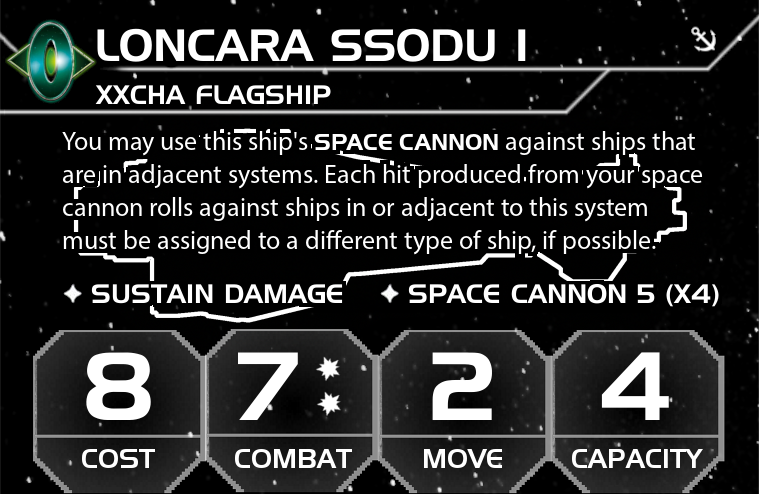 LONCARA SSODU I
XXCHA FLAGSHIP
You may use this ship's SPACE CANNON against ships that
are in adjacent systems. Each hit produced from your space
cannon rolls against ships in or adjacent to this system
must be assigned to a different type of ship, if possible.
✦ SUSTAIN DAMAGE ✦ SPACE CANNON 5 (X4)
8 7 2 4
COST COMBAT MOVE CAPACITY